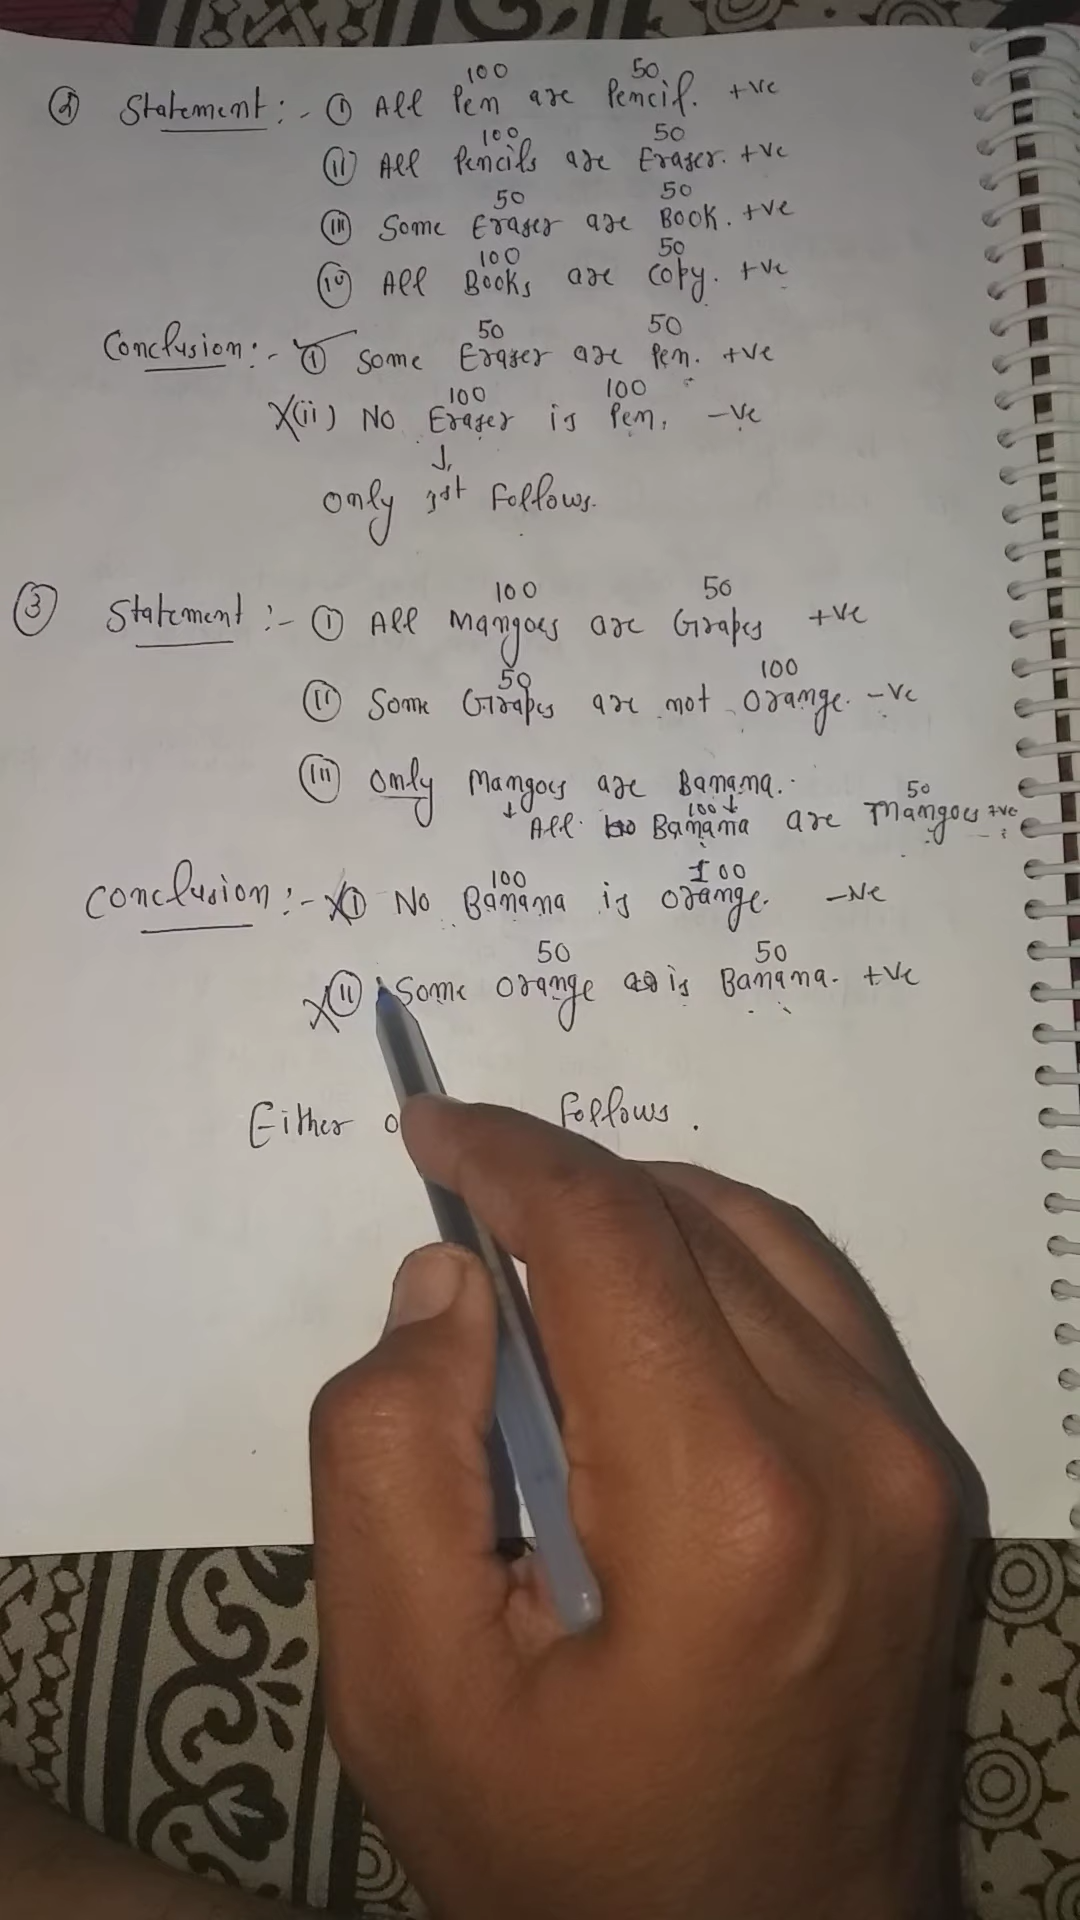 100 50
② Statement :- ① All Pen are Pencil. +ve
100 50
(II) All Pencils are Eraser. +ve
50 50
(III) Some Eraser are Book. +ve
100 50
(IV) All Books are Copy. +ve
50 50
Conclusion :- ① Some Eraser are Pen. +ve
100 100
X(ii) No Eraser is Pen. -ve
↓
Only 1st Follows.
100 50
③ Statement :- ① All Mangoes are Grapes +ve
50 100
(II) Some Grapes are not Orange. -ve
(III) Only Mangoes are Banana.
100 50
All Banana are Mangoes +ve
100 100
Conclusion :- X① No Banana is Orange. -ve
50 50
X(II) Some Orange is Banana. +ve
Either Follows.